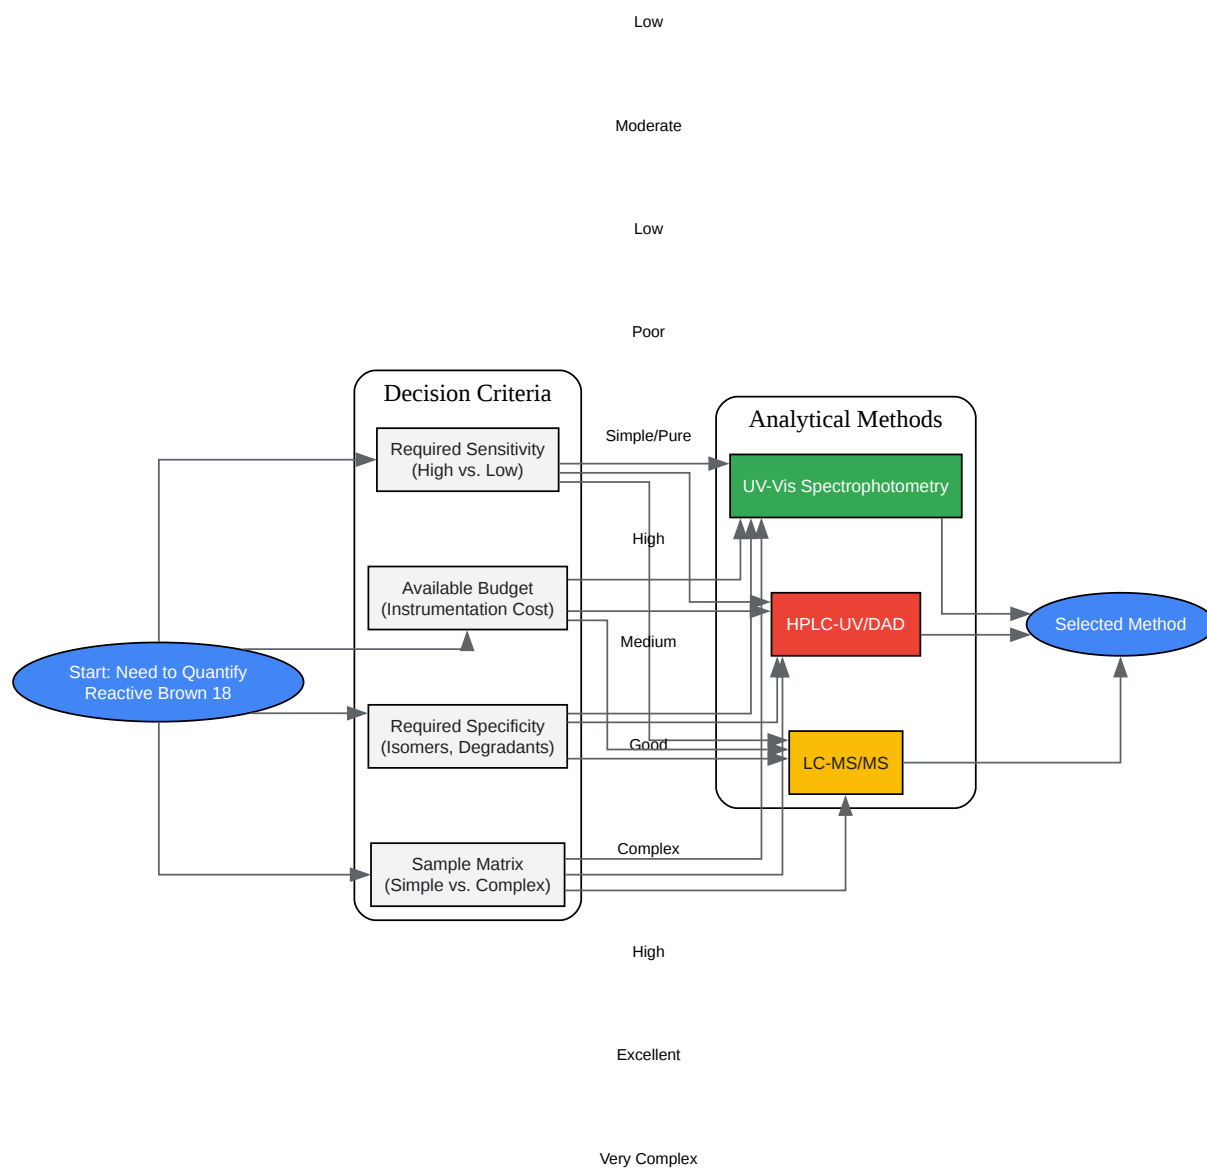 Low
Moderate
Low
Poor
Decision Criteria
Required Sensitivity
(High vs. Low)
Available Budget
(Instrumentation Cost)
Start: Need to Quantify
Reactive Brown 18
Required Specificity
(Isomers, Degradants)
Sample Matrix
(Simple vs. Complex)
Simple/Pure
High
Medium
Good
Complex
High
Excellent
Very Complex
Analytical Methods
UV-Vis Spectrophotometry
HPLC-UV/DAD
LC-MS/MS
Selected Method